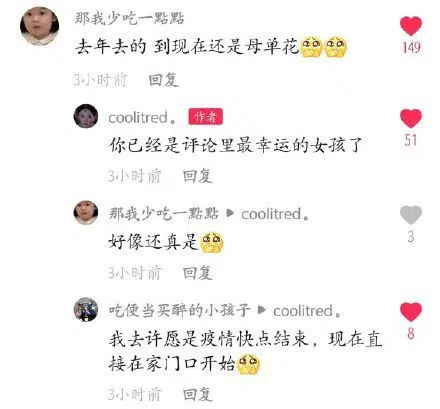 那我少吃一點點
去年去的 到现在还是母单花🥺🥺
149
3小时前 回复
coolitred。 作者
你已经是评论里最幸运的女孩了
51
3小时前 回复
那我少吃一點點 ▶ coolitred。
好像还真是🥺
3
3小时前 回复
吃便当买醉的小孩子 ▶ coolitred。
我去许愿是疫情快点结束，现在直
接在家门口开始🥺
8
3小时前 回复